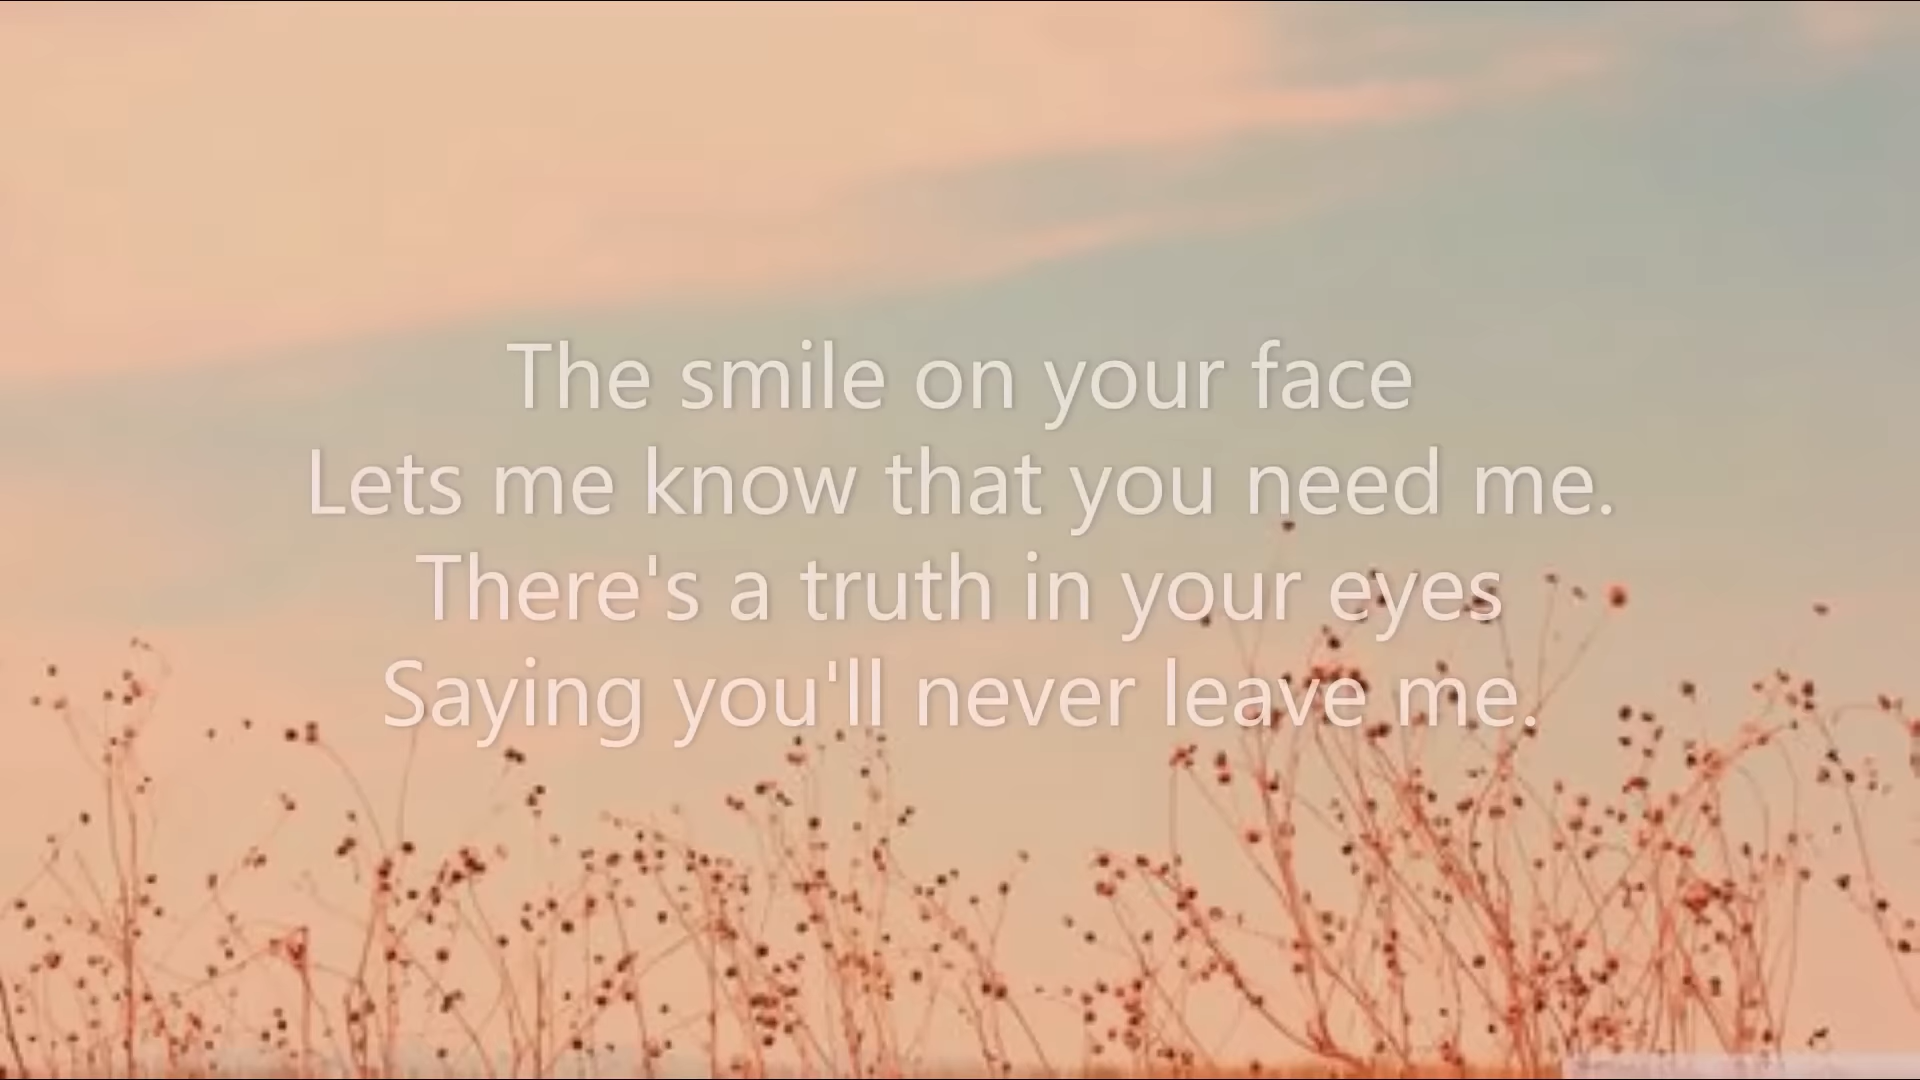 The smile on your face
Lets me know that you need me.
There's a truth in your eyes
Saying you'll never leave me.